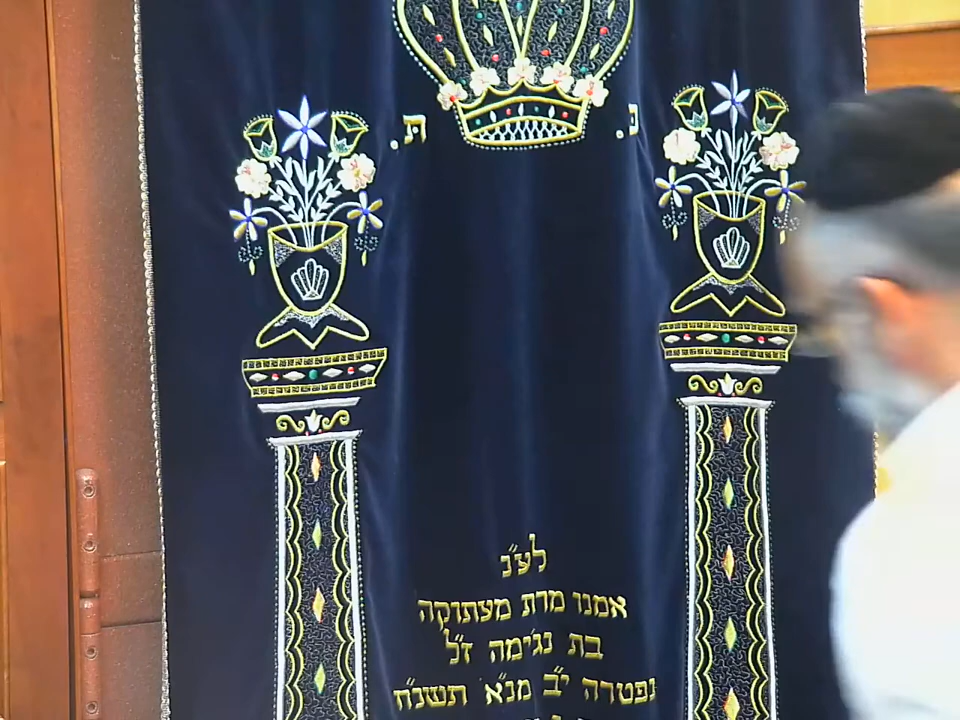 כ. ת.
לע"נ
אמנו מרת מצתוקה
בת נג'ימה ז"ל
נפטרה י"ב מנ"א תשנ"ח